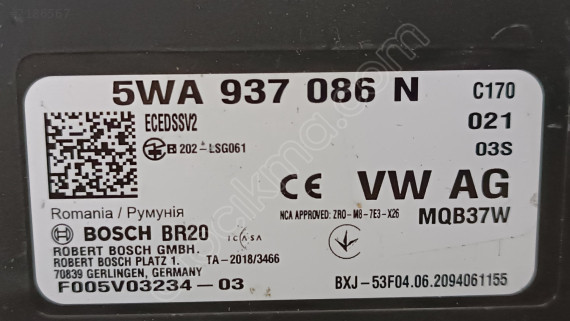 5WA 937 086 N C170
ECEDSSV2 021
B 202-LSG061 03S
CE VW AG
Romania / Румуния NCA APPROVED: ZRO-M8-7E3-X26 MQB37W
BOSCH BR20 ICASA
ROBERT BOSCH GMBH.
ROBERT BOSCH PLATZ 1. TA-2018/3466
70839 GERLINGEN, GERMANY
F005V03234-03 BXJ-53F04.06.2094061155